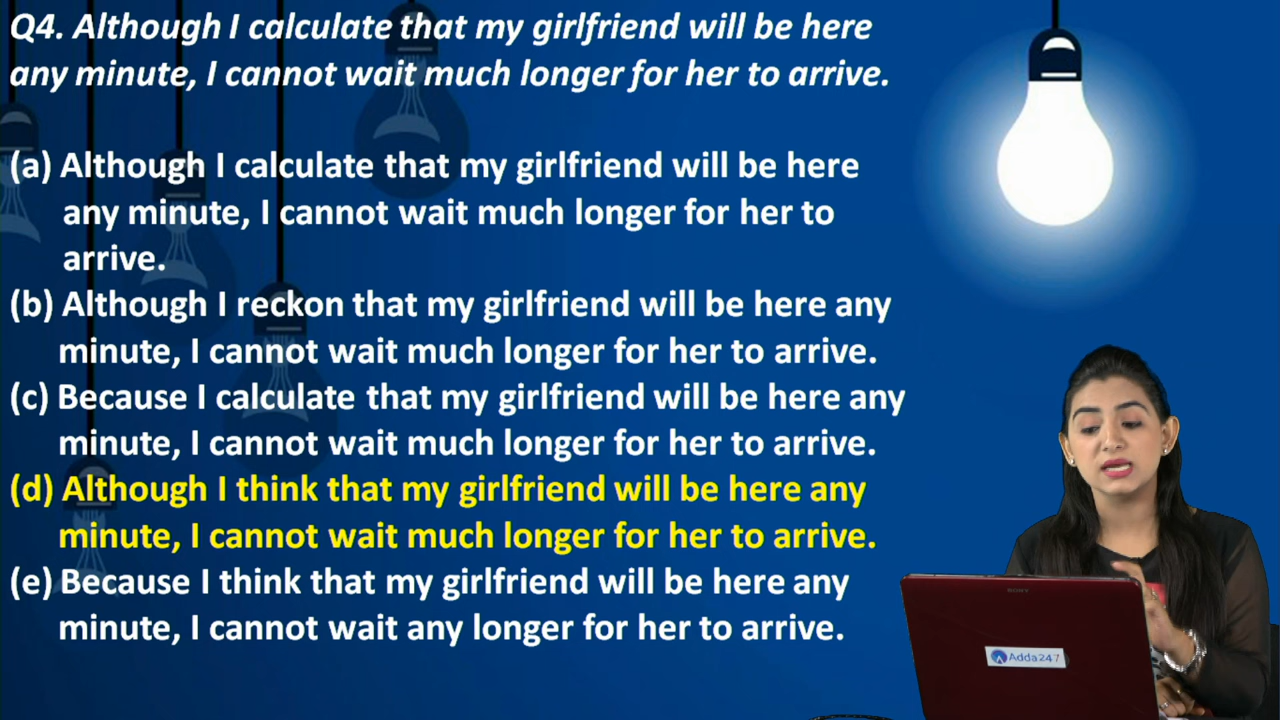 Q4. Although I calculate that my girlfriend will be here
any minute, I cannot wait much longer for her to arrive.
(a) Although I calculate that my girlfriend will be here
any minute, I cannot wait much longer for her to
arrive.
(b) Although I reckon that my girlfriend will be here any
minute, I cannot wait much longer for her to arrive.
(c) Because I calculate that my girlfriend will be here any
minute, I cannot wait much longer for her to arrive.
(d) Although I think that my girlfriend will be here any
minute, I cannot wait much longer for her to arrive.
(e) Because I think that my girlfriend will be here any
minute, I cannot wait any longer for her to arrive.
SONY
Adda247